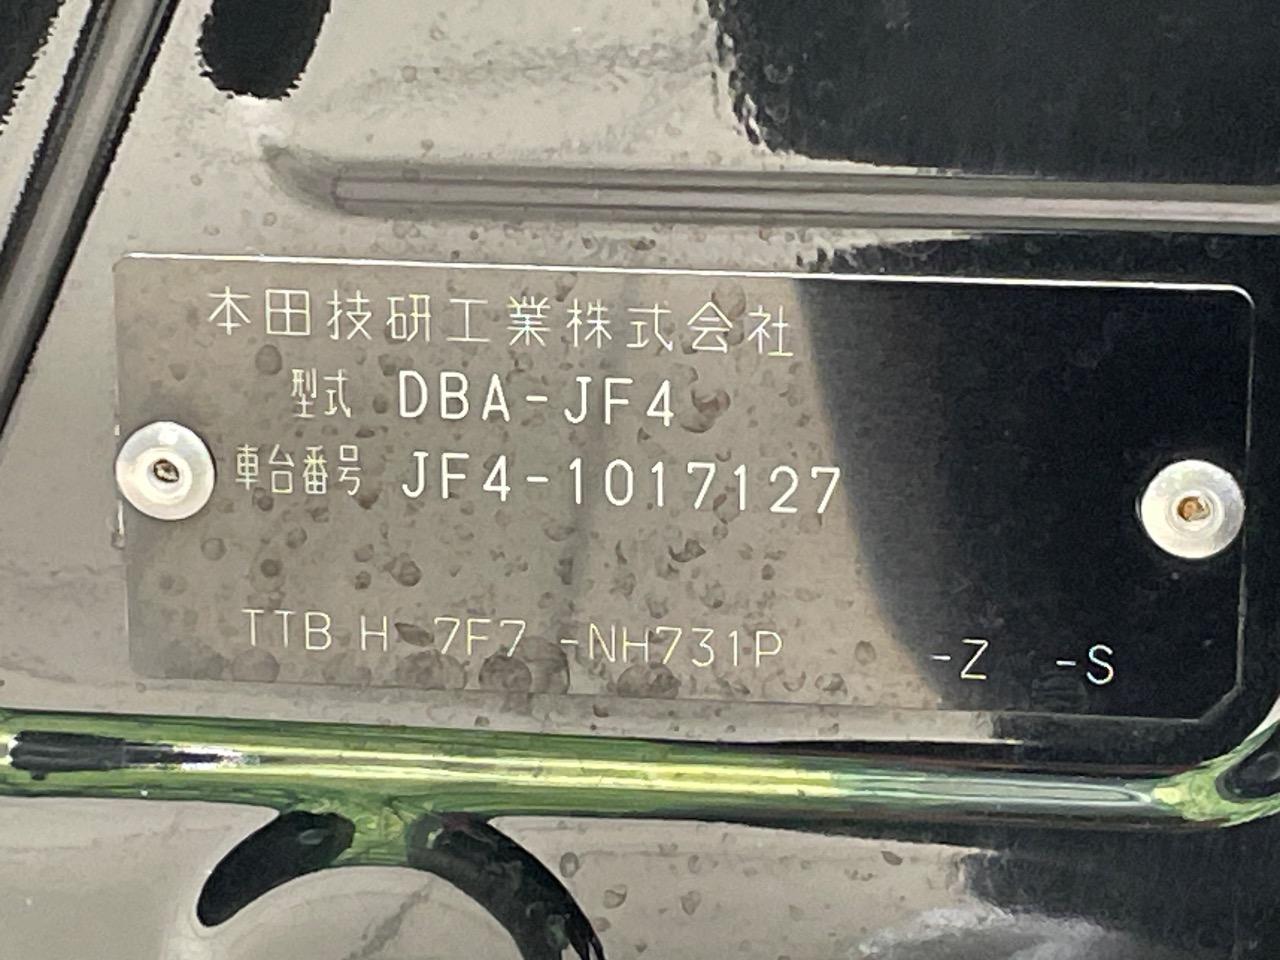 本田技研工業株式会社
型式 DBA-JF4
車台番号 JF4-1017127
TTB H 7F7 -NH731P -Z -S